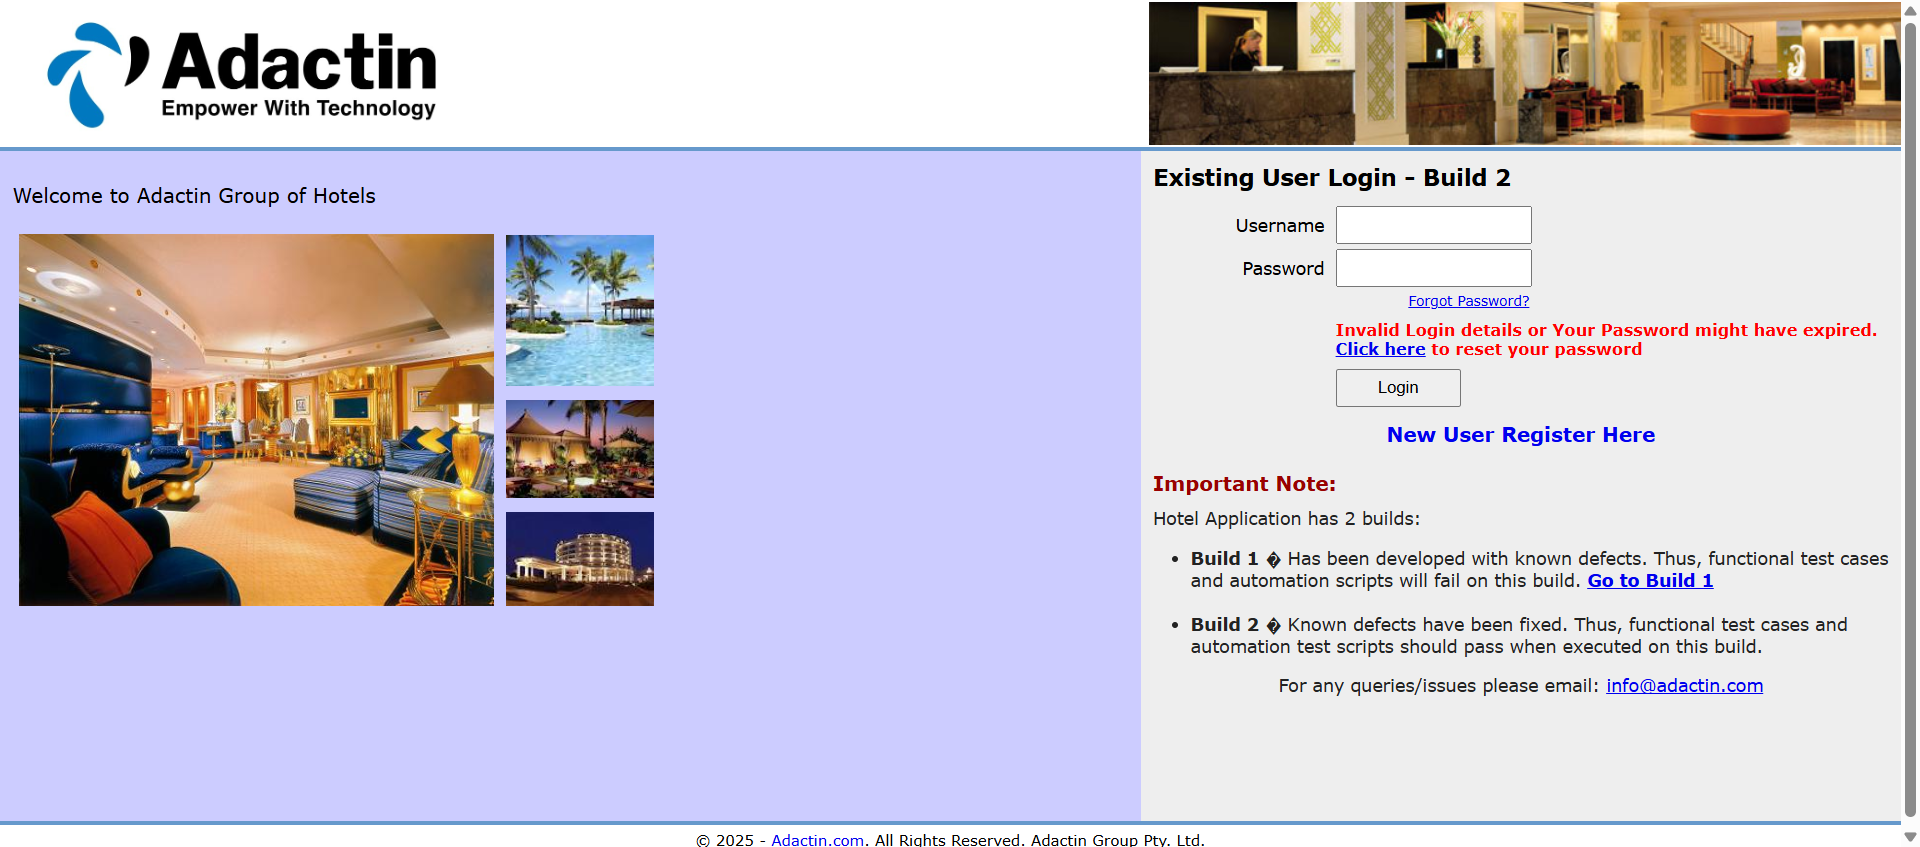 Adactin
Empower With Technology
Welcome to Adactin Group of Hotels
Existing User Login - Build 2
Username
Password
Forgot Password?
Invalid Login details or Your Password might have expired.
Click here to reset your password
Login
New User Register Here
Important Note:
Hotel Application has 2 builds:
• Build 1 � Has been developed with known defects. Thus, functional test cases
and automation scripts will fail on this build. Go to Build 1
• Build 2 � Known defects have been fixed. Thus, functional test cases and
automation test scripts should pass when executed on this build.
For any queries/issues please email: info@adactin.com
© 2025 - Adactin.com. All Rights Reserved. Adactin Group Pty. Ltd.